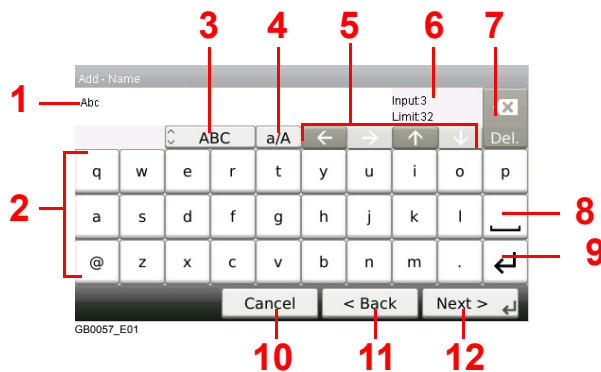 3 4 5 6 7
Add - Name
1 Abc Input:3
Limit:32
ABC a/A ← → ↑ ↓ Del.
2
q w e r t y u i o p
a s d f g h j k l 8
@ z x c v b n m . 9
Cancel < Back Next >
GB0057_E01
10 11 12